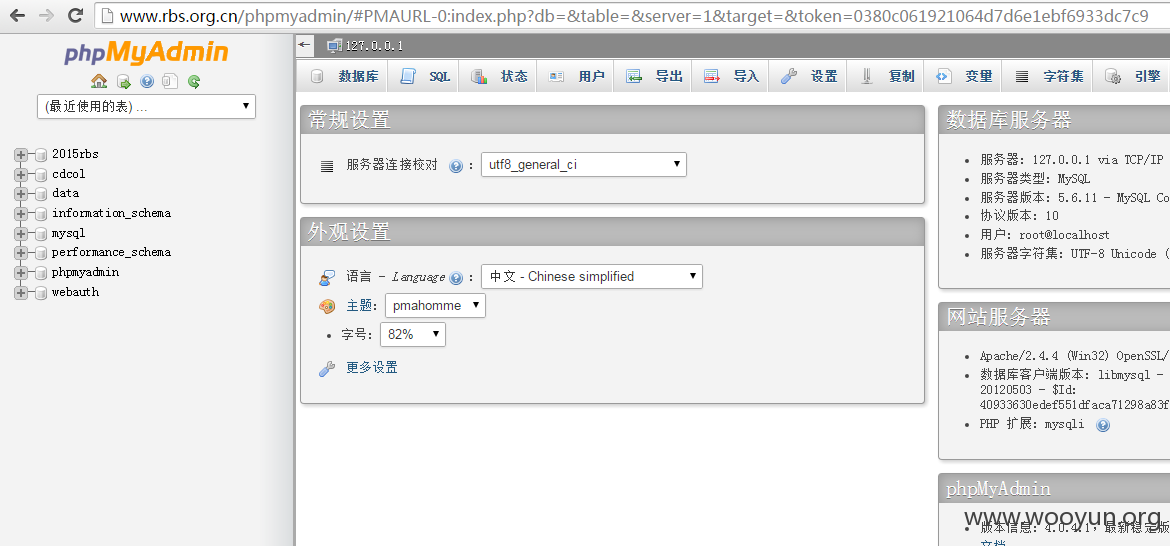 www.rbs.org.cn/phpmyadmin/#PMAURL-0:index.php?db=&table=&server=1&target=&token=0380c061921064d7d6e1ebf6933dc7c9
phpMyAdmin
(最近使用的表) ...
2015rbs
cdcol
data
information_schema
mysql
performance_schema
phpmyadmin
webauth
127.0.0.1
数据库 SQL 状态 用户 导出 导入 设置 复制 变量 字符集 引擎
常规设置
服务器连接校对 : utf8_general_ci
外观设置
语言 - Language : 中文 - Chinese simplified
主题: pmahomme
• 字号: 82%
更多设置
数据库服务器
• 服务器: 127.0.0.1 via TCP/IP
• 服务器类型: MySQL
• 服务器版本: 5.6.11 - MySQL Co
• 协议版本: 10
• 用户: root@localhost
• 服务器字符集: UTF-8 Unicode (
网站服务器
• Apache/2.4.4 (Win32) OpenSSL/
• 数据库客户端版本: libmysql -
20120503 - $Id:
40933630edef551dfaca71298a83f
• PHP 扩展: mysqli
phpMyAdmin
• 版本信息: 4.0.4.1, 最新稳定版
文档
www.wooyun.org